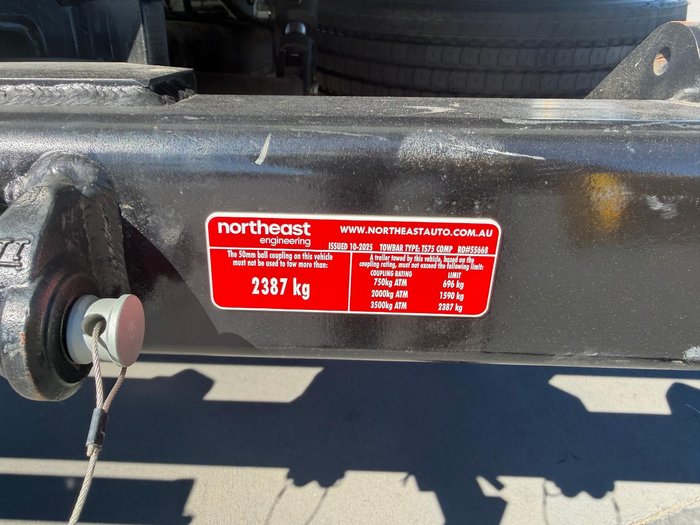 northeast
engineering
WWW.NORTHEASTAUTO.COM.AU
ISSUED 10-2025 TOWBAR TYPE: TS75 COMP RO#55668
The 50mm ball coupling on this vehicle
must not be used to tow more than:
2387 kg
A trailer towed by this vehicle, based on the
coupling rating, must not exceed the following limit:
COUPLING RATING LIMIT
750kg ATM 696 kg
2000kg ATM 1590 kg
3500kg ATM 2387 kg